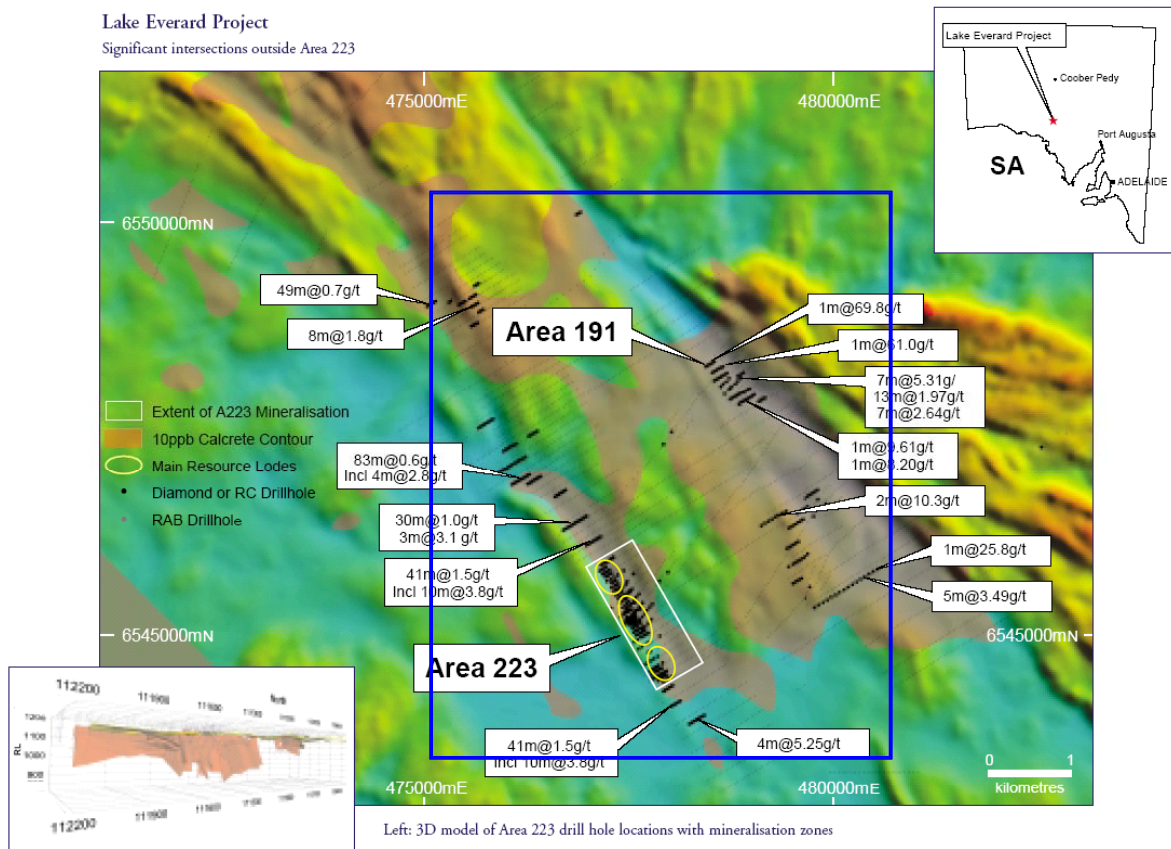 Lake Everard Project
Significant intersections outside Area 223
Lake Everard Project
Coober Pedy
Port Augusta
SA
ADELAIDE
475000mE
480000mE
6550000mN
49m@0.7g/t
8m@1.8g/t
Area 191
1m@69.8g/t
1m@61.0g/t
7m@5.31g/
13m@1.97g/t
7m@2.64g/t
1m@9.61g/t
1m@8.20g/t
Extent of A223 Mineralisation
10ppb Calcrete Contour
Main Resource Lodes
Diamond or RC Drillhole
RAB Drillhole
83m@0.6g/t
Incl 4m@2.8g/t
30m@1.0g/t
3m@3.1 g/t
41m@1.5g/t
Incl 10m@3.8g/t
2m@10.3g/t
1m@25.8g/t
5m@3.49g/t
6545000mN
6545000mN
Area 223
41m@1.5g/t
Incl 10m@3.8g/t
4m@5.25g/t
0 1
kilometres
475000mE
480000mE
112200
North
1200
1100
1000
800
RL
112200
Left: 3D model of Area 223 drill hole locations with mineralisation zones